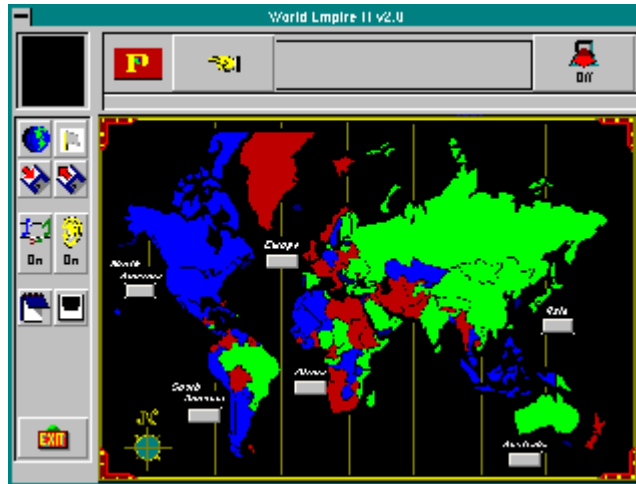 World Empire II v2.0
P
Off
On
On
EXIT
North
America
Europe
Asia
South
America
Africa
Australia
N